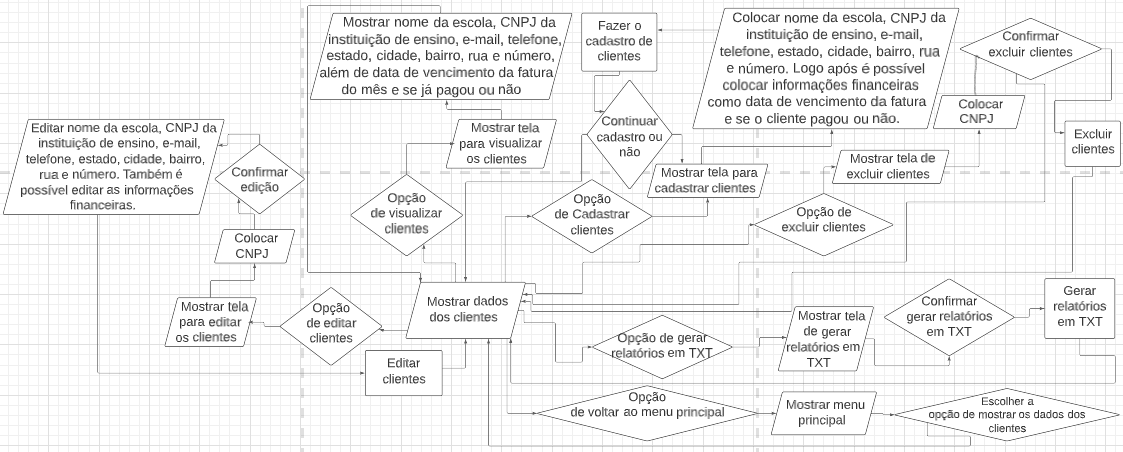 Mostrar nome da escola, CNPJ da
instituição de ensino, e-mail, telefone,
estado, cidade, bairro, rua e número,
além de data de vencimento da fatura
do mês e se já pagou ou não
Fazer o
cadastro de
clientes
Colocar nome da escola, CNPJ da
instituição de ensino, e-mail,
telefone, estado, cidade, bairro, rua
e número. Logo após é possível
colocar informações financeiras
como data de vencimento da fatura
e se o cliente pagou ou não.
Confirmar
excluir clientes
Colocar
CNPJ
Excluir
clientes
Editar nome da escola, CNPJ da
instituição de ensino, e-mail,
telefone, estado, cidade, bairro,
rua e número. Também é
possível editar as informações
financeiras.
Confirmar
edição
Mostrar tela
para visualizar
os clientes
Continuar
cadastro ou
não
Mostrar tela para
cadastrar clientes
Mostrar tela de
excluir clientes
Opção
de visualizar
clientes
Opção
de Cadastrar
clientes
Opção de
excluir clientes
Colocar
CNPJ
Mostrar tela
para editar
os clientes
Opção
de editar
clientes
Mostrar dados
dos clientes
Editar
clientes
Opção de gerar
relatórios em TXT
Mostrar tela
de gerar
relatórios em
TXT
Confirmar
gerar relatórios
em TXT
Gerar
relatórios
em TXT
Opção
de voltar ao menu principal
Mostrar menu
principal
Escolher a
opção de mostrar os dados dos
clientes